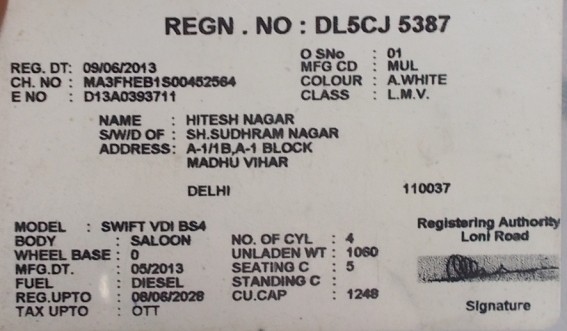 REGN . NO : DL5CJ 5387
O SNo : 01
REG. DT: 09/06/2013 MFG CD : MUL
CH. NO : MA3FHEB1S00452564 COLOUR : A.WHITE
E NO : D13A0393711 CLASS : L.M.V.
NAME : HITESH NAGAR
S/W/D OF : SH.SUDHRAM NAGAR
ADDRESS: A-1/1B,A-1 BLOCK
MADHU VIHAR
DELHI 110037
MODEL : SWIFT VDI BS4 Registering Authority
BODY : SALOON NO. OF CYL : 4 Loni Road
WHEEL BASE : 0 UNLADEN WT : 1060
MFG.DT. : 05/2013 SEATING C : 5
FUEL : DIESEL STANDING C :
REG.UPTO : 08/06/2028 CU.CAP : 1248
TAX UPTO : OTT Signature